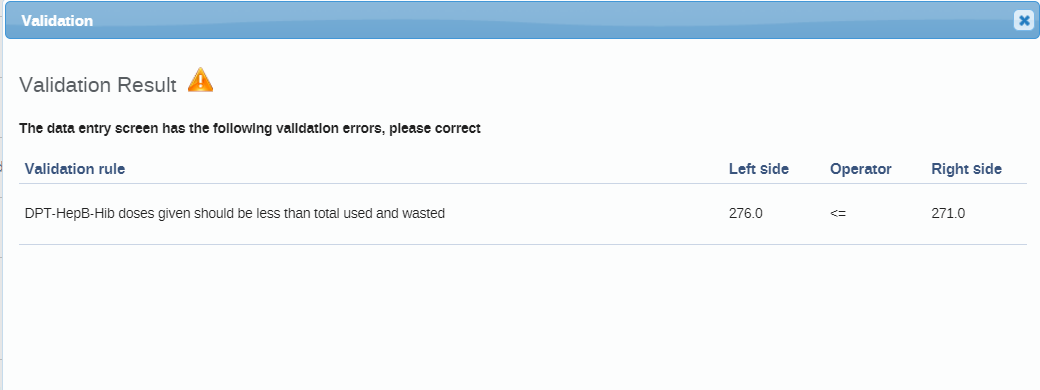 Validation
Validation Result
The data entry screen has the following validation errors, please correct
Validation rule Left side Operator Right side
DPT-HepB-Hib doses given should be less than total used and wasted 276.0 <= 271.0